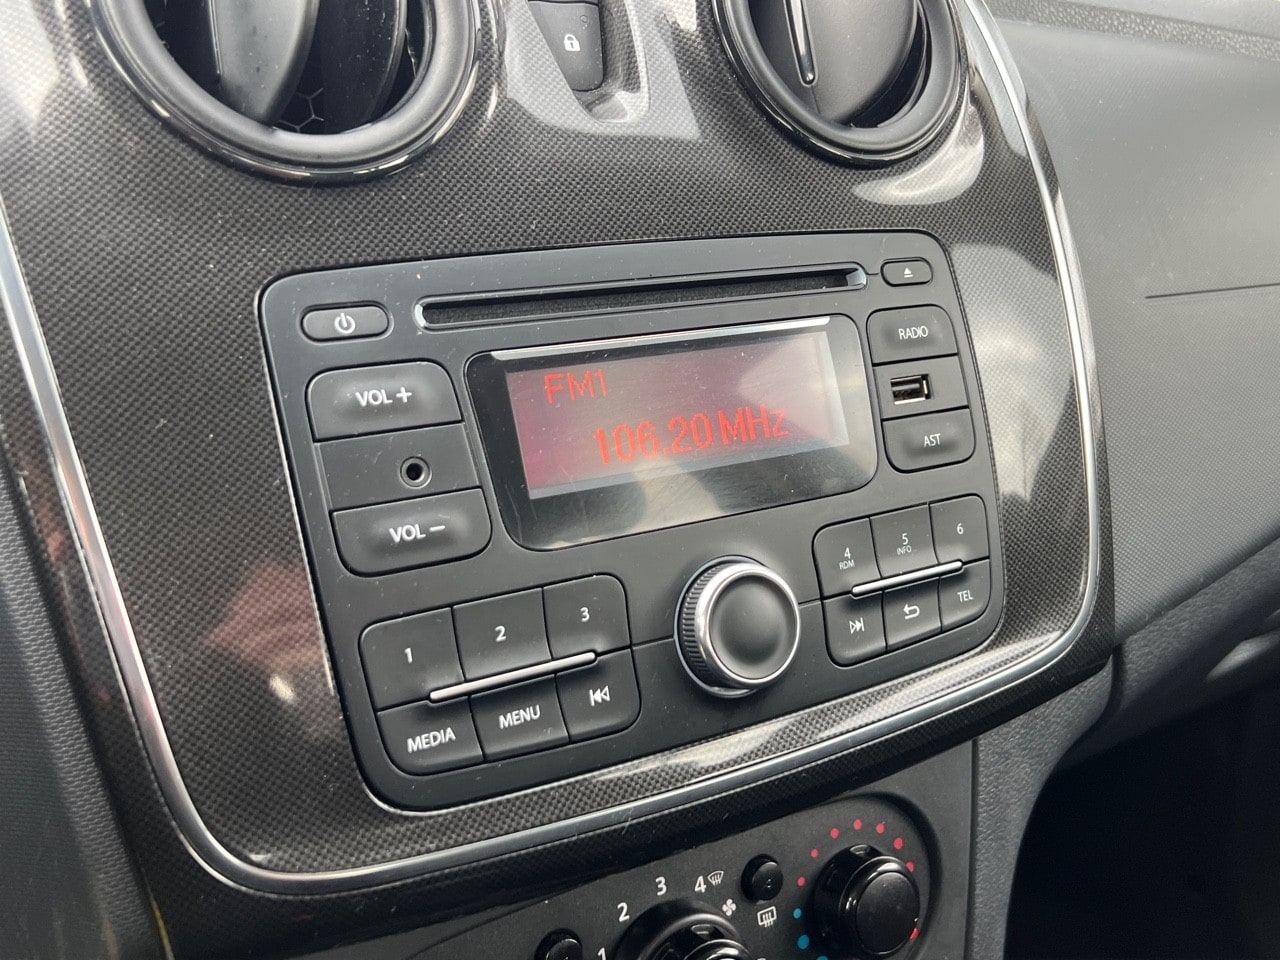 RADIO
VOL +
FM1
106.20 MHz
AST
VOL −
1 2 3
4 5 6
RDM INFO
MEDIA MENU
TEL
1 2 3 4